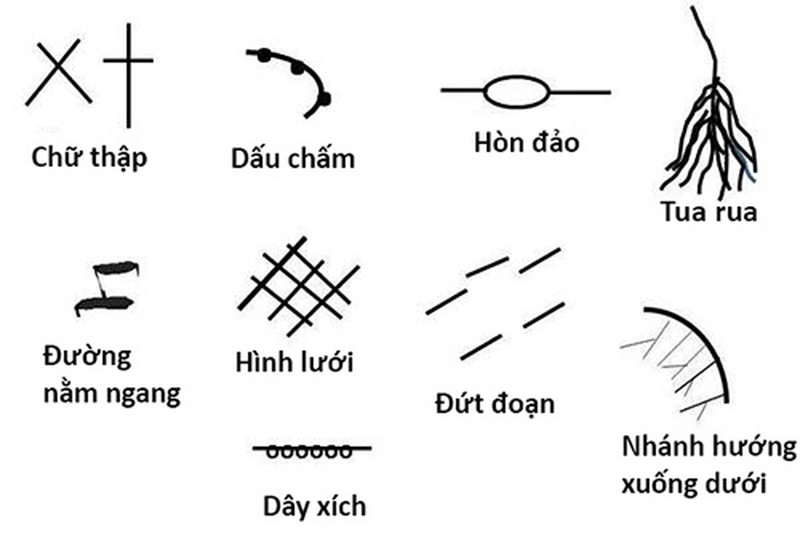 Chữ thập
Dấu chấm
Hòn đảo
Tua rua
Đường
nằm ngang
Hình lưới
Đứt đoạn
Nhánh hướng
xuống dưới
Dây xích